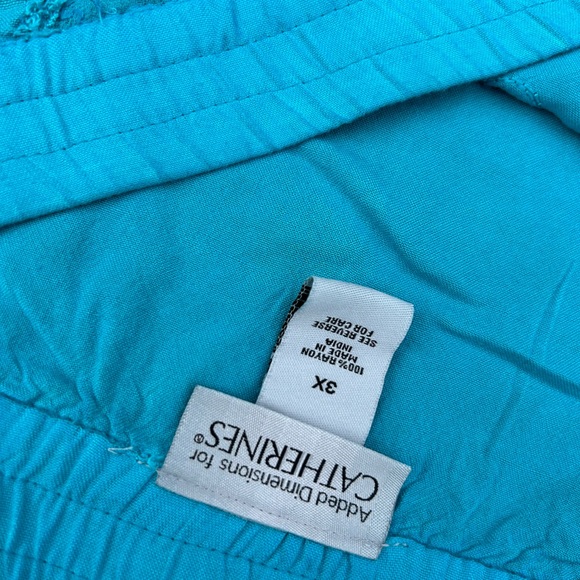 Added Dimensions for
CATHERINES®
3X
100% RAYON
MADE IN
INDIA
SEE REVERSE
FOR CARE